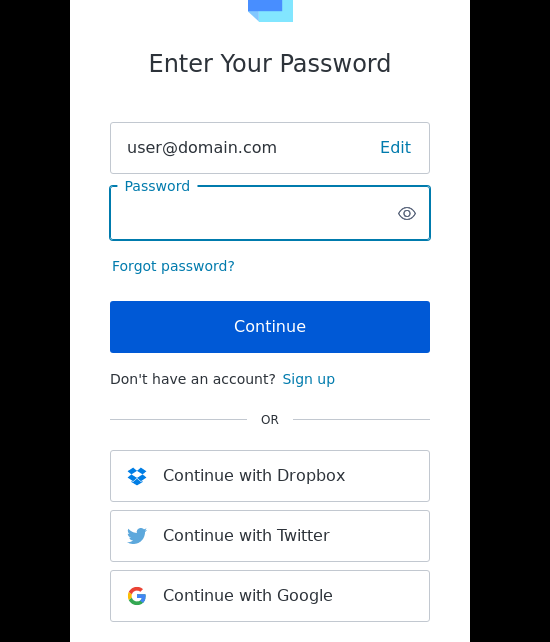 Enter Your Password
user@domain.com Edit
Password
Forgot password?
Continue
Don't have an account? Sign up
OR
Continue with Dropbox
Continue with Twitter
Continue with Google